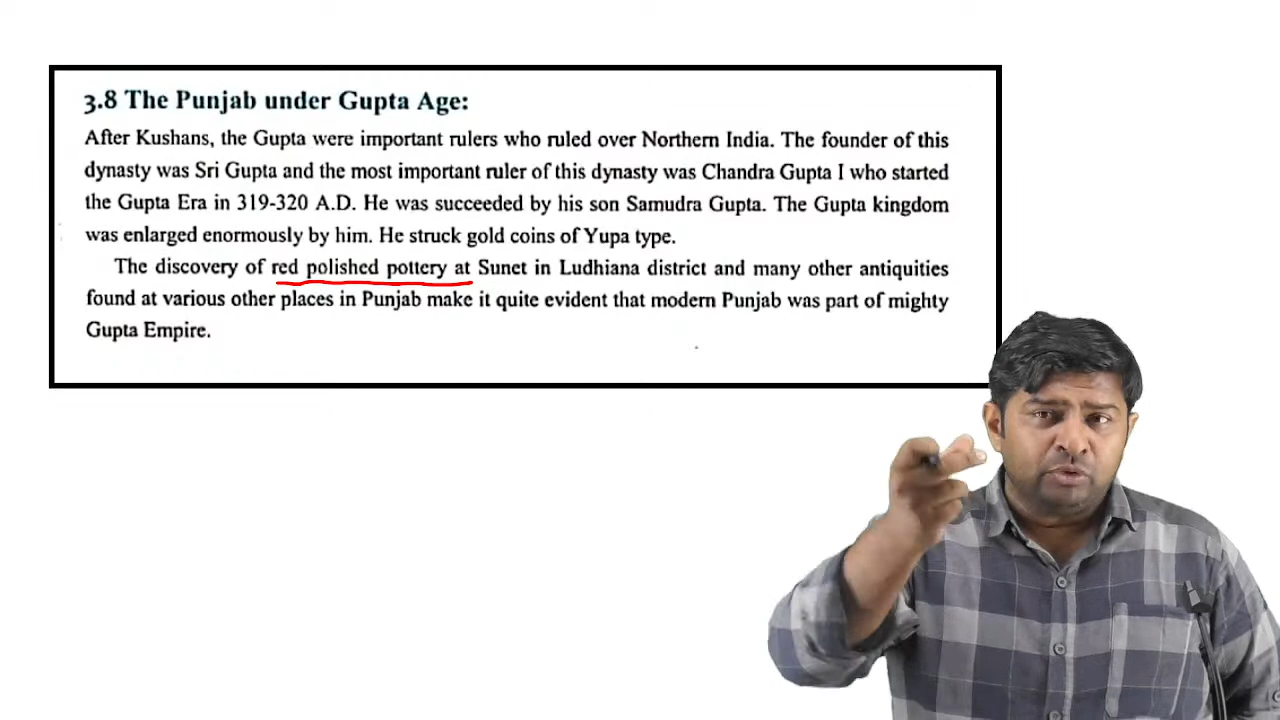 3.8 The Punjab under Gupta Age:
After Kushans, the Gupta were important rulers who ruled over Northern India. The founder of this
dynasty was Sri Gupta and the most important ruler of this dynasty was Chandra Gupta I who started
the Gupta Era in 319-320 A.D. He was succeeded by his son Samudra Gupta. The Gupta kingdom
was enlarged enormously by him. He struck gold coins of Yupa type.
The discovery of red polished pottery at Sunet in Ludhiana district and many other antiquities
found at various other places in Punjab make it quite evident that modern Punjab was part of mighty
Gupta Empire.